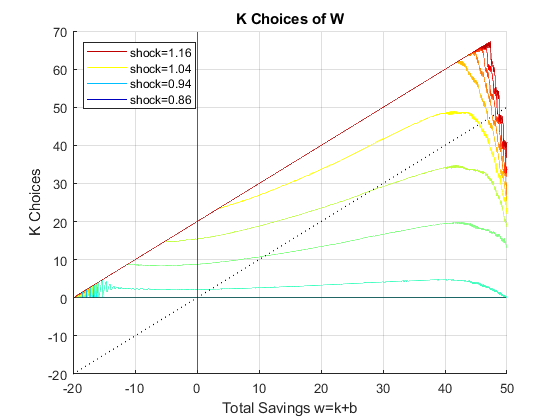 K Choices of W
70
60
50
40
30
20
10
0
-10
-20
K Choices
shock=1.16
shock=1.04
shock=0.94
shock=0.86
-20 -10 0 10 20 30 40 50
Total Savings w=k+b